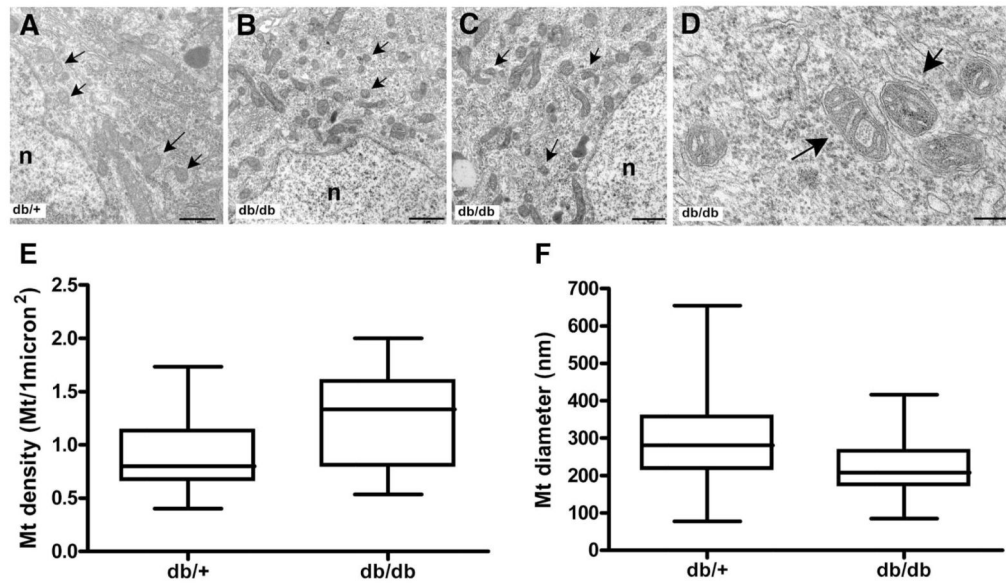 A
B
C
D
n
n
n
db/+
db/db
db/db
db/db
E
F
Mt density (Mt/1micron²)
2.5
2.0
1.5
1.0
0.5
0.0
db/+
db/db
Mt diameter (nm)
700
600
500
400
300
200
100
0
db/+
db/db